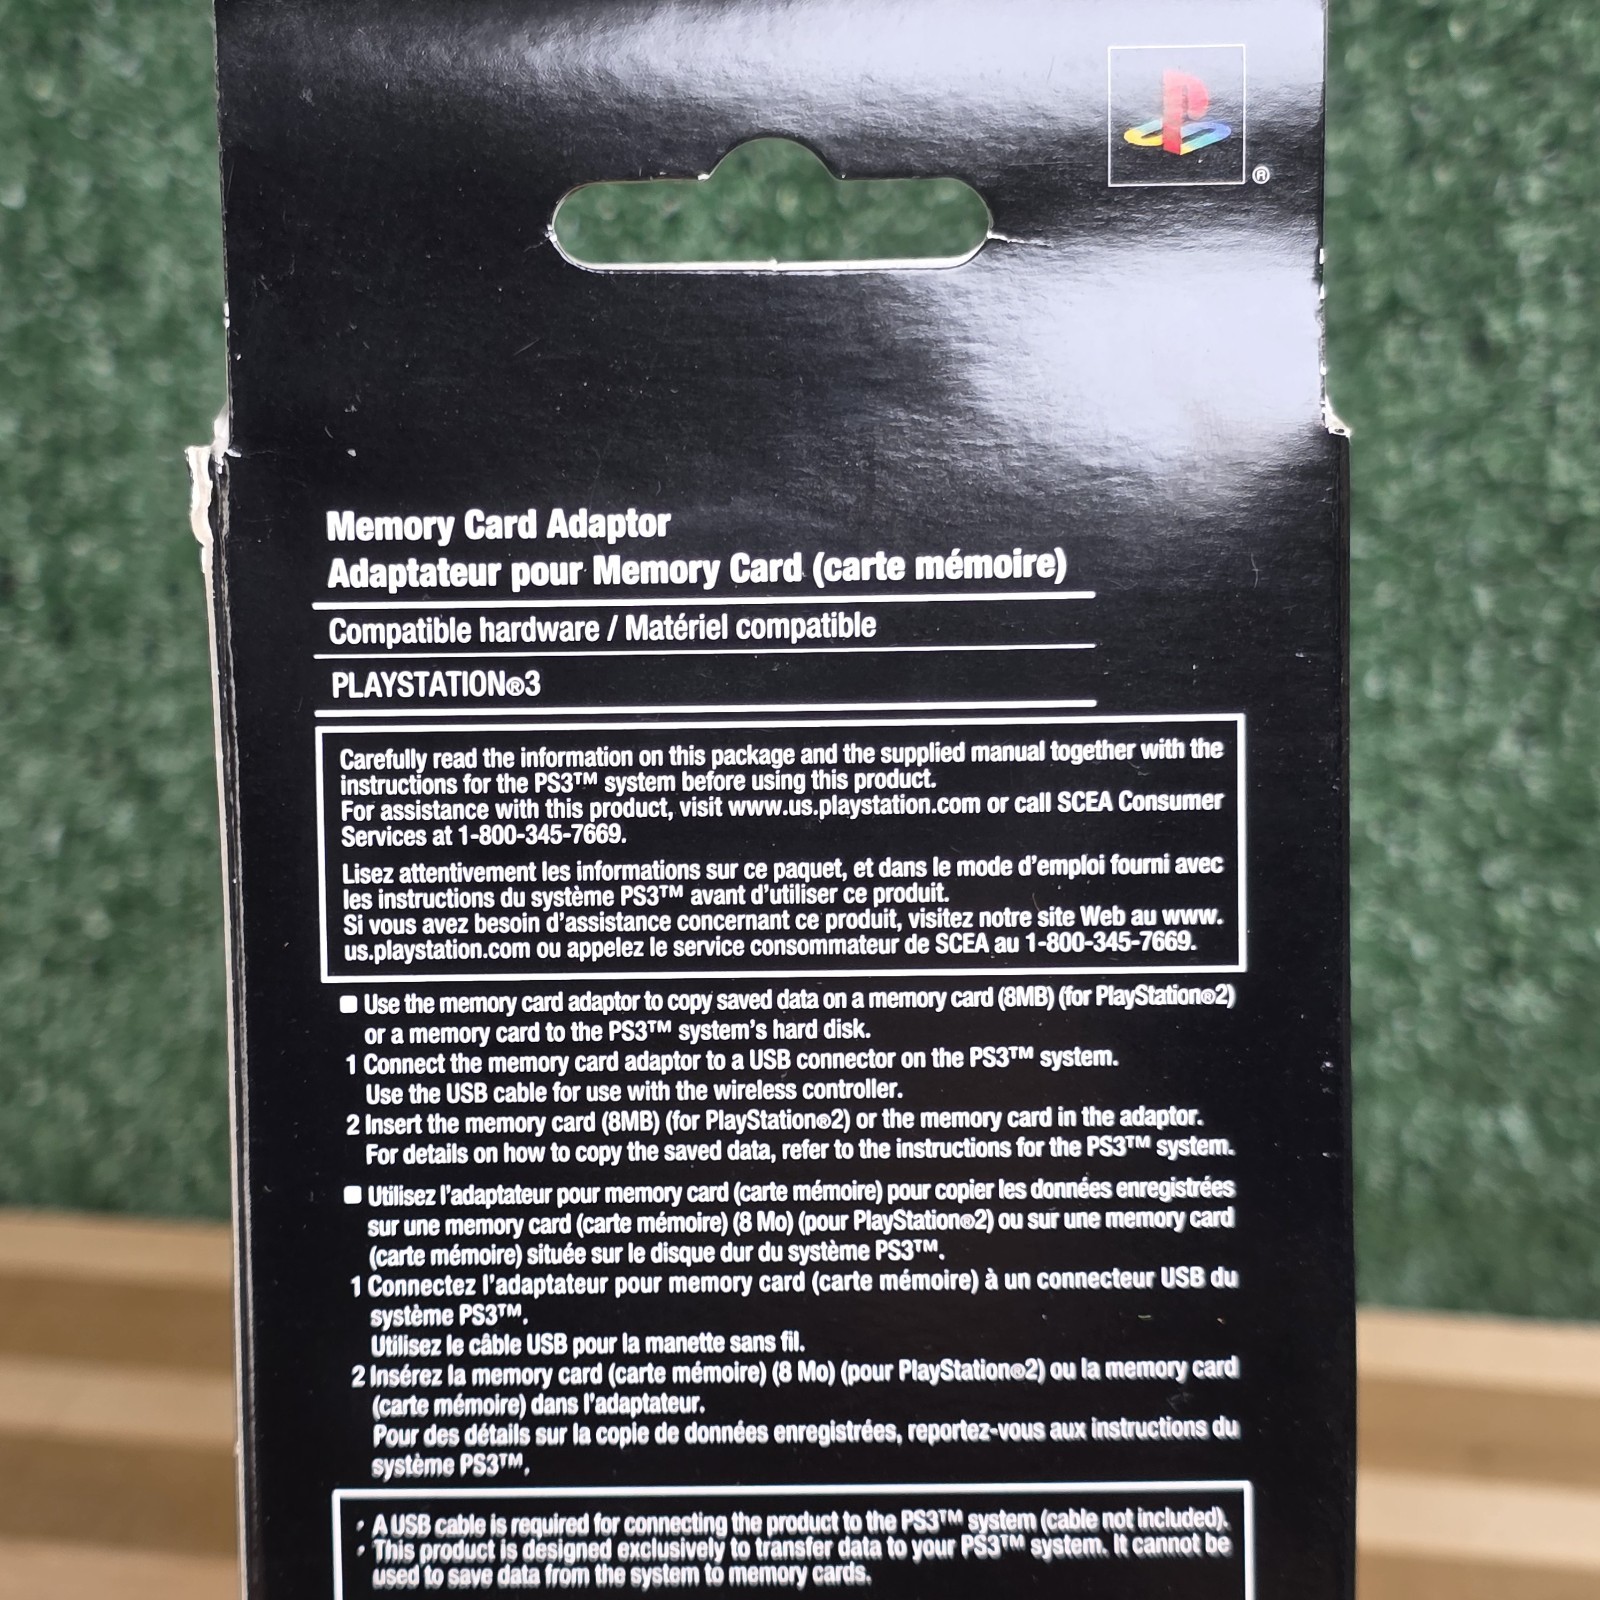 ®
Memory Card Adaptor
Adaptateur pour Memory Card (carte mémoire)
Compatible hardware / Matériel compatible
PLAYSTATION®3
Carefully read the information on this package and the supplied manual together with the
instructions for the PS3™ system before using this product.
For assistance with this product, visit www.us.playstation.com or call SCEA Consumer
Services at 1-800-345-7669.
Lisez attentivement les informations sur ce paquet, et dans le mode d'emploi fourni avec
les instructions du système PS3™ avant d'utiliser ce produit.
Si vous avez besoin d'assistance concernant ce produit, visitez notre site Web au www.
us.playstation.com ou appelez le service consommateur de SCEA au 1-800-345-7669.
■ Use the memory card adaptor to copy saved data on a memory card (8MB) (for PlayStation®2)
or a memory card to the PS3™ system's hard disk.
1 Connect the memory card adaptor to a USB connector on the PS3™ system.
Use the USB cable for use with the wireless controller.
2 Insert the memory card (8MB) (for PlayStation®2) or the memory card in the adaptor.
For details on how to copy the saved data, refer to the instructions for the PS3™ system.
■ Utilisez l'adaptateur pour memory card (carte mémoire) pour copier les données enregistrées
sur une memory card (carte mémoire) (8 Mo) (pour PlayStation®2) ou sur une memory card
(carte mémoire) située sur le disque dur du système PS3™.
1 Connectez l'adaptateur pour memory card (carte mémoire) à un connecteur USB du
système PS3™.
Utilisez le câble USB pour la manette sans fil.
2 Insérez la memory card (carte mémoire) (8 Mo) (pour PlayStation®2) ou la memory card
(carte mémoire) dans l'adaptateur.
Pour des détails sur la copie de données enregistrées, reportez-vous aux instructions du
système PS3™.
• A USB cable is required for connecting the product to the PS3™ system (cable not included).
• This product is designed exclusively to transfer data to your PS3™ system. It cannot be
used to save data from the system to memory cards.